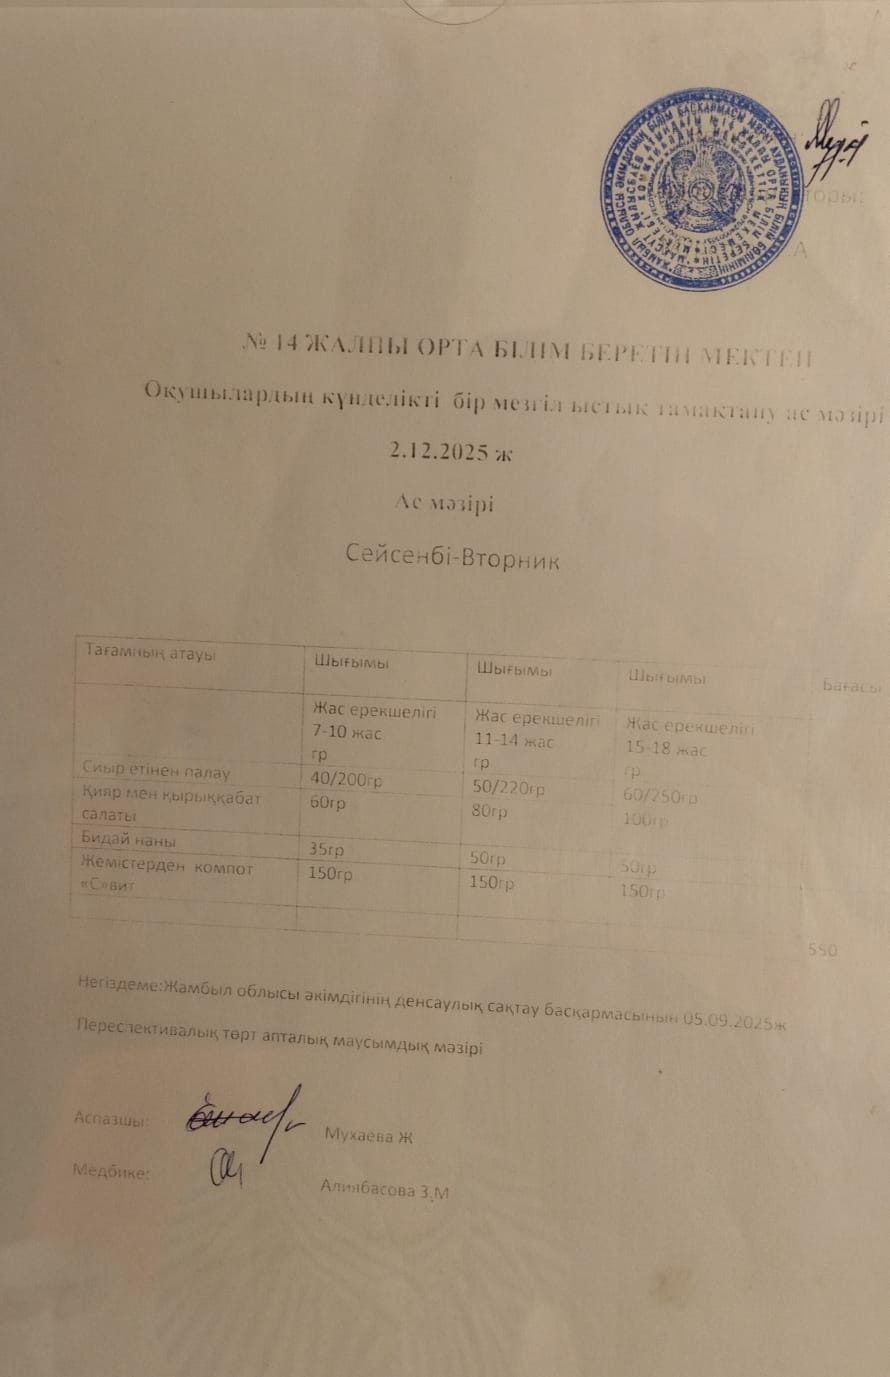 торы:
.А
№ 14 ЖАЛПЫ ОРТА БІЛІМ БЕРЕТІН МЕКТЕП
Оқушылардың күнделікті бір мезгіл ыстық тамақтану ас мәзірі
2.12.2025 ж
Ас мәзірі
Сейсенбі-Вторник
Тағамның атауы Шығымы Шығымы Шығымы Бағасы
Жас ерекшелігі Жас ерекшелігі Жас ерекшелігі
7-10 жас 11-14 жас 15-18 жас
гр гр гр
Сиыр етінен палау 40/200гр 50/220гр 60/250гр
Қияр мен қырыққабат 60гр 80гр 100гр
салаты
Бидай наны 35гр 50гр 50гр
Жемістерден компот 150гр 150гр 150гр
«С»вит
550
Негіздеме:Жамбыл облысы әкімдігінің денсаулық сақтау басқармасының 05.09.2025ж
Переспективалық төрт апталық маусымдық мәзірі
Аспазшы: Мухаева Ж
Медбике: Алиябасова З.М